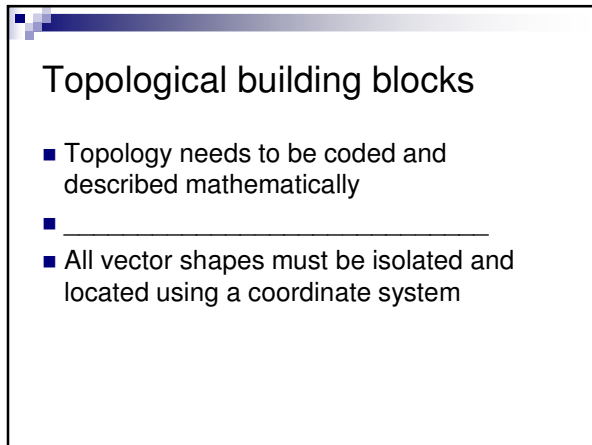 Topological building blocks
Topology needs to be coded and
described mathematically
_____________________________
All vector shapes must be isolated and
located using a coordinate system